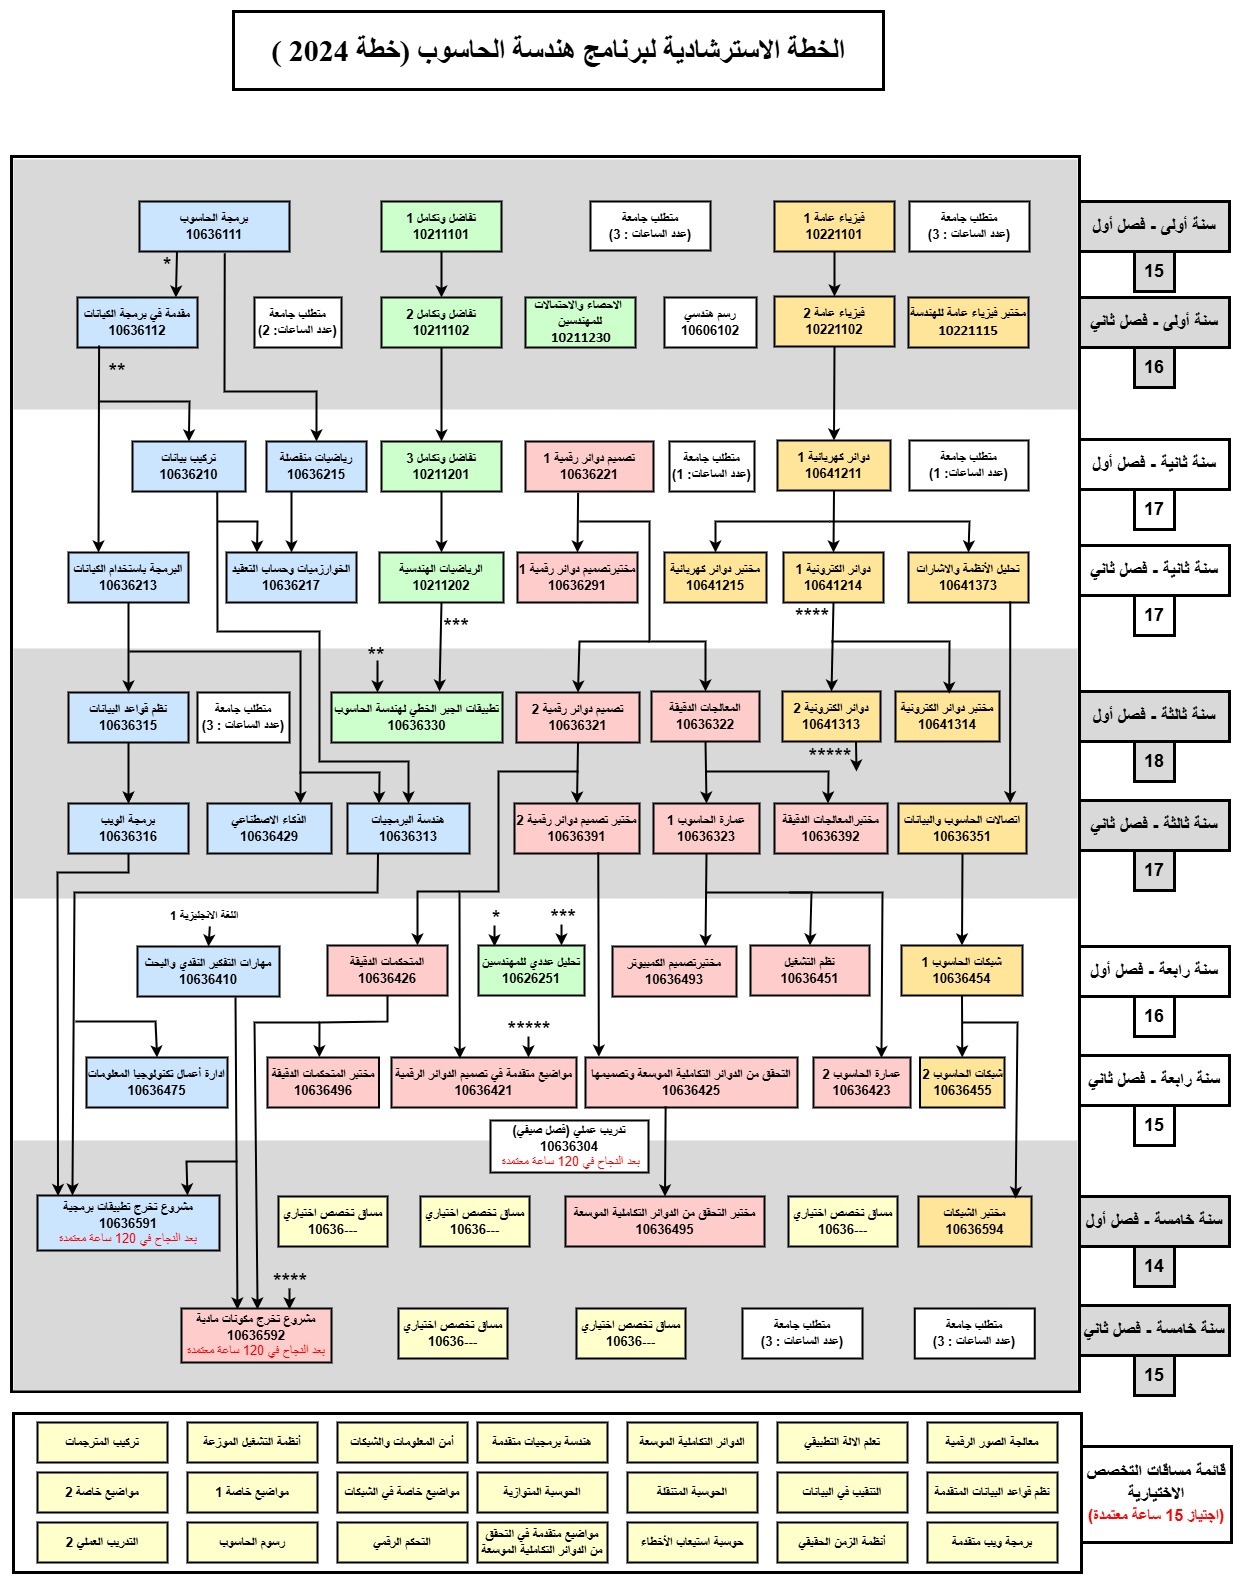 الخطة الاسترشادية لبرنامج هندسة الحاسوب (خطة 2024 )
سنة أولى - فصل أول
15
متطلب جامعة
(عدد الساعات : 3)
فيزياء عامة 1
10221101
متطلب جامعة
(عدد الساعات : 3)
تفاضل وتكامل 1
10211101
برمجة الحاسوب
10636111
*
سنة أولى - فصل ثاني
16
مختبر فيزياء عامة للهندسة
10221115
فيزياء عامة 2
10221102
رسم هندسي
10606102
الاحصاء والاحتمالات
للمهندسين
10211230
تفاضل وتكامل 2
10211102
متطلب جامعة
(عدد الساعات: 2)
مقدمة في برمجة الكيانات
10636112
**
سنة ثانية - فصل أول
17
متطلب جامعة
(عدد الساعات: 1)
دوائر كهربائية 1
10641211
متطلب جامعة
(عدد الساعات: 1)
تصميم دوائر رقمية 1
10636221
تفاضل وتكامل 3
10211201
رياضيات منفصلة
10636215
تركيب بيانات
10636210
سنة ثانية - فصل ثاني
17
تحليل الأنظمة والاشارات
10641373
دوائر الكترونية 1
10641214
مختبر دوائر كهربائية
10641215
مختبرتصميم دوائر رقمية 1
10636291
الرياضيات الهندسية
10211202
الخوارزميات وحساب التعقيد
10636217
البرمجة باستخدام الكيانات
10636213
****
***
**
سنة ثالثة - فصل أول
18
مختبر دوائر الكترونية
10641314
دوائر الكترونية 2
10641313
المعالجات الدقيقة
10636322
تصميم دوائر رقمية 2
10636321
تطبيقات الجبر الخطي لهندسة الحاسوب
10636330
متطلب جامعة
(عدد الساعات : 3)
نظم قواعد البيانات
10636315
*****
سنة ثالثة - فصل ثاني
17
اتصالات الحاسوب والبيانات
10636351
مختبرالمعالجات الدقيقة
10636392
عمارة الحاسوب 1
10636323
مختبر تصميم دوائر رقمية 2
10636391
هندسة البرمجيات
10636313
الذكاء الاصطناعي
10636429
برمجة الويب
10636316
***
*
اللغة الانجليزية 1
سنة رابعة - فصل أول
16
شبكات الحاسوب 1
10636454
نظم التشغيل
10636451
مختبرتصميم الكمبيوتر
10636493
تحليل عددي للمهندسين
10626251
المتحكمات الدقيقة
10636426
مهارات التفكير النقدي والبحث
10636410
*****
سنة رابعة - فصل ثاني
15
شبكات الحاسوب 2
10636455
عمارة الحاسوب 2
10636423
التحقق من الدوائر التكاملية الموسعة وتصميمها
10636425
مواضيع متقدمة في تصميم الدوائر الرقمية
10636421
مختبر المتحكمات الدقيقة
10636496
ادارة أعمال تكنولوجيا المعلومات
10636475
تدريب عملي (فصل صيفي)
10636304
بعد النجاح في 120 ساعة معتمدة
سنة خامسة - فصل أول
14
مختبر الشبكات
10636594
مساق تخصص اختياري
10636---
مختبر التحقق من الدوائر التكاملية الموسعة
10636495
مساق تخصص اختياري
10636---
مساق تخصص اختياري
10636---
مشروع تخرج تطبيقات برمجية
10636591
بعد النجاح في 120 ساعة معتمدة
****
سنة خامسة - فصل ثاني
15
متطلب جامعة
(عدد الساعات : 3)
متطلب جامعة
(عدد الساعات : 3)
مساق تخصص اختياري
10636---
مساق تخصص اختياري
10636---
مشروع تخرج مكونات مادية
10636592
بعد النجاح في 120 ساعة معتمدة
قائمة مساقات التخصص
الاختيارية
(اجتياز 15 ساعة معتمدة)
معالجة الصور الرقمية
تعلم الالة التطبيقي
الدوائر التكاملية الموسعة
هندسة برمجيات متقدمة
أمن المعلومات والشبكات
أنظمة التشغيل الموزعة
تركيب المترجمات
نظم قواعد البيانات المتقدمة
التنقيب في البيانات
الحوسبة المتنقلة
الحوسبة المتوازية
مواضيع خاصة في الشبكات
مواضيع خاصة 1
مواضيع خاصة 2
برمجة ويب متقدمة
أنظمة الزمن الحقيقي
حوسبة استيعاب الأخطاء
مواضيع متقدمة في التحقق
من الدوائر التكاملية الموسعة
التحكم الرقمي
رسوم الحاسوب
التدريب العملي 2